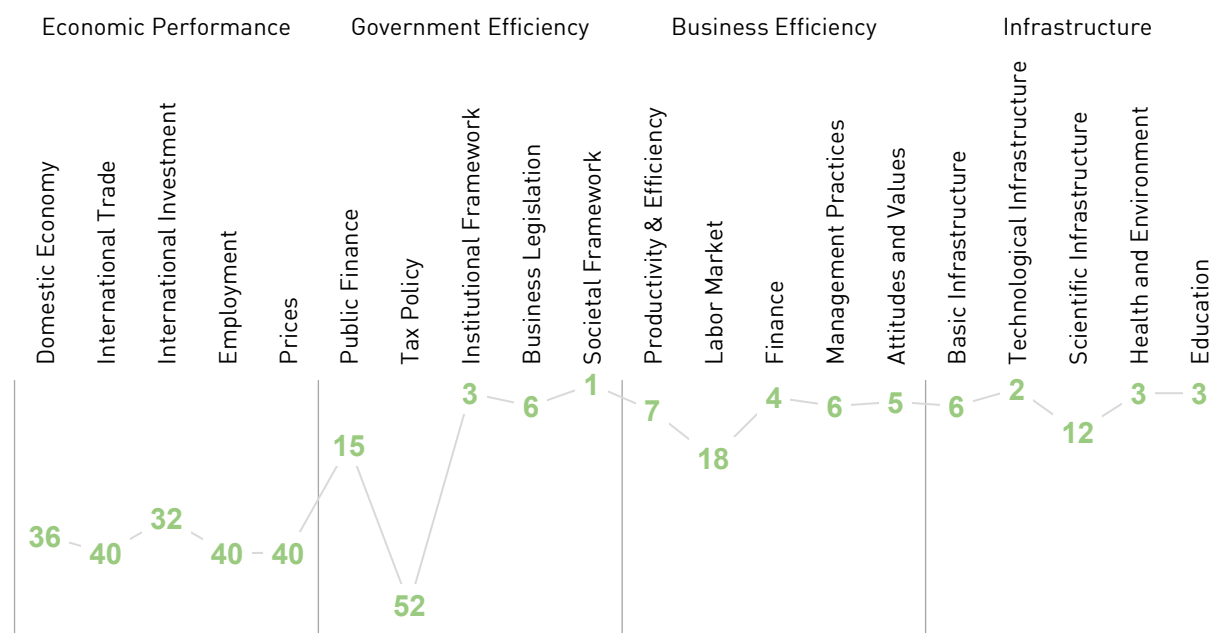 Economic Performance
Government Efficiency
Business Efficiency
Infrastructure
Domestic Economy
International Trade
International Investment
Employment
Prices
Public Finance
Tax Policy
Institutional Framework
Business Legislation
Societal Framework
Productivity & Efficiency
Labor Market
Finance
Management Practices
Attitudes and Values
Basic Infrastructure
Technological Infrastructure
Scientific Infrastructure
Health and Environment
Education
36
40
32
40
40
15
52
3
6
1
7
18
4
6
5
6
2
12
3
3